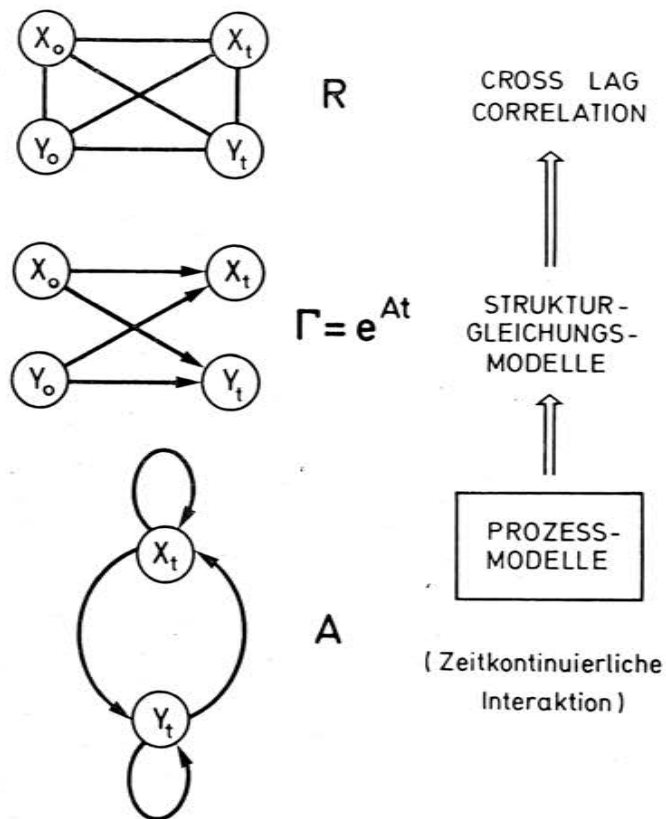 X₀ Xₜ
Y₀ Yₜ
R
CROSS LAG
CORRELATION
X₀ Xₜ
Y₀ Yₜ
Γ = e^At
STRUKTUR-
GLEICHUNGS-
MODELLE
Xₜ
Yₜ
A
PROZESS-
MODELLE
(Zeitkontinuierliche
Interaktion)